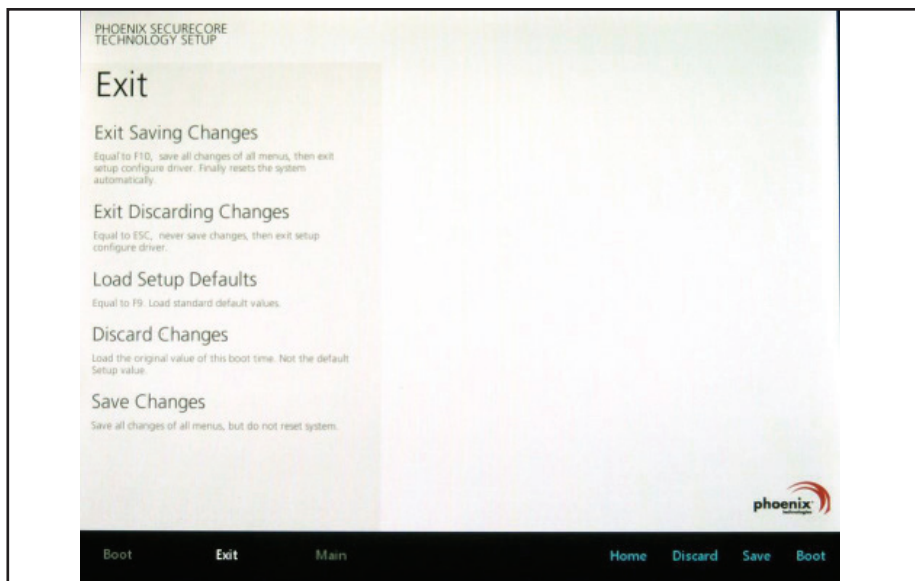 PHOENIX SECURECORE
TECHNOLOGY SETUP
Exit
Exit Saving Changes
Equal to F10, save all changes of all menus, then exit
setup configure driver. Finally resets the system
automatically.
Exit Discarding Changes
Equal to ESC, never save changes, then exit setup
configure driver.
Load Setup Defaults
Equal to F9. Load standard default values.
Discard Changes
Load the original value of this boot time. Not the default
Setup value.
Save Changes
Save all changes of all menus, but do not reset system.
phoenix
technologies
Boot Exit Main Home Discard Save Boot